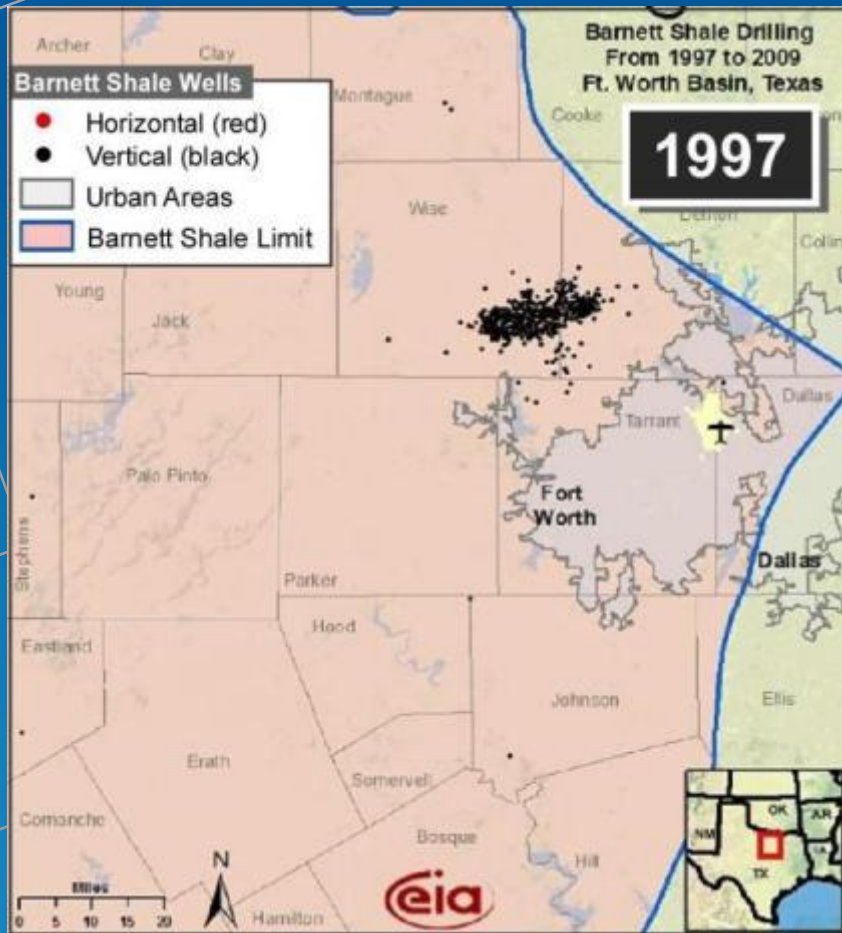 Barnett Shale Drilling
From 1997 to 2009
Ft. Worth Basin, Texas
1997
Archer
Clay
Barnett Shale Wells
Horizontal (red)
Vertical (black)
Urban Areas
Barnett Shale Limit
Montague
Cooke
Wise
Denton
Collin
Young
Jack
Dallas
Tarrant
Palo Pinto
Fort
Worth
Stephens
Dallas
Parker
Hood
Eastland
Johnson
Ellis
Erath
Somervell
Comanche
Bosque
Hill
Hamilton
N
Miles
0 5 10 15 20
eia
NM
OK
AR
TX